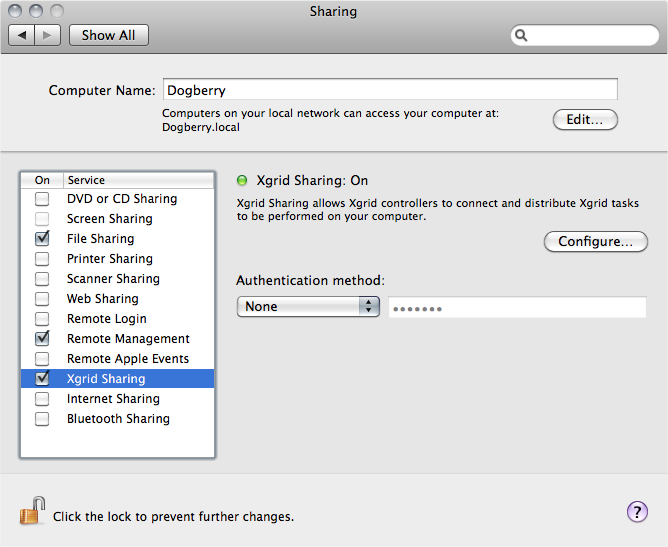 Sharing
Show All
Computer Name: Dogberry
Computers on your local network can access your computer at:
Dogberry.local
Edit...
On Service
DVD or CD Sharing
Screen Sharing
File Sharing
Printer Sharing
Scanner Sharing
Web Sharing
Remote Login
Remote Management
Remote Apple Events
Xgrid Sharing
Internet Sharing
Bluetooth Sharing
Xgrid Sharing: On
Xgrid Sharing allows Xgrid controllers to connect and distribute Xgrid tasks
to be performed on your computer.
Configure...
Authentication method:
None •••••••
Click the lock to prevent further changes.
?